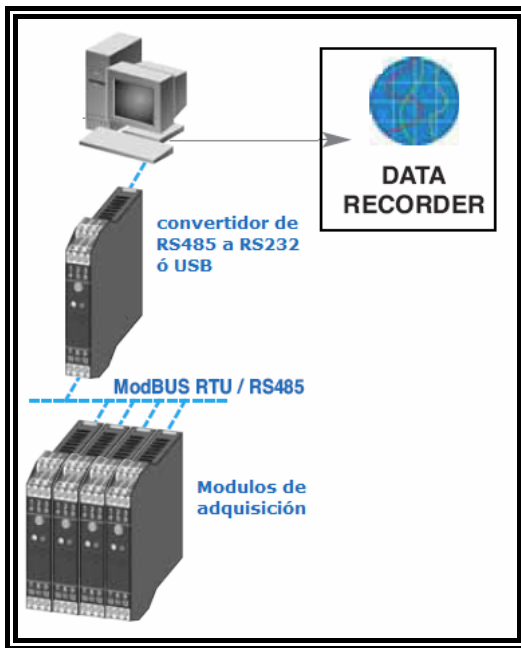 DATA
RECORDER
convertidor de
RS485 a RS232
ó USB
ModBUS RTU / RS485
Modulos de
adquisición